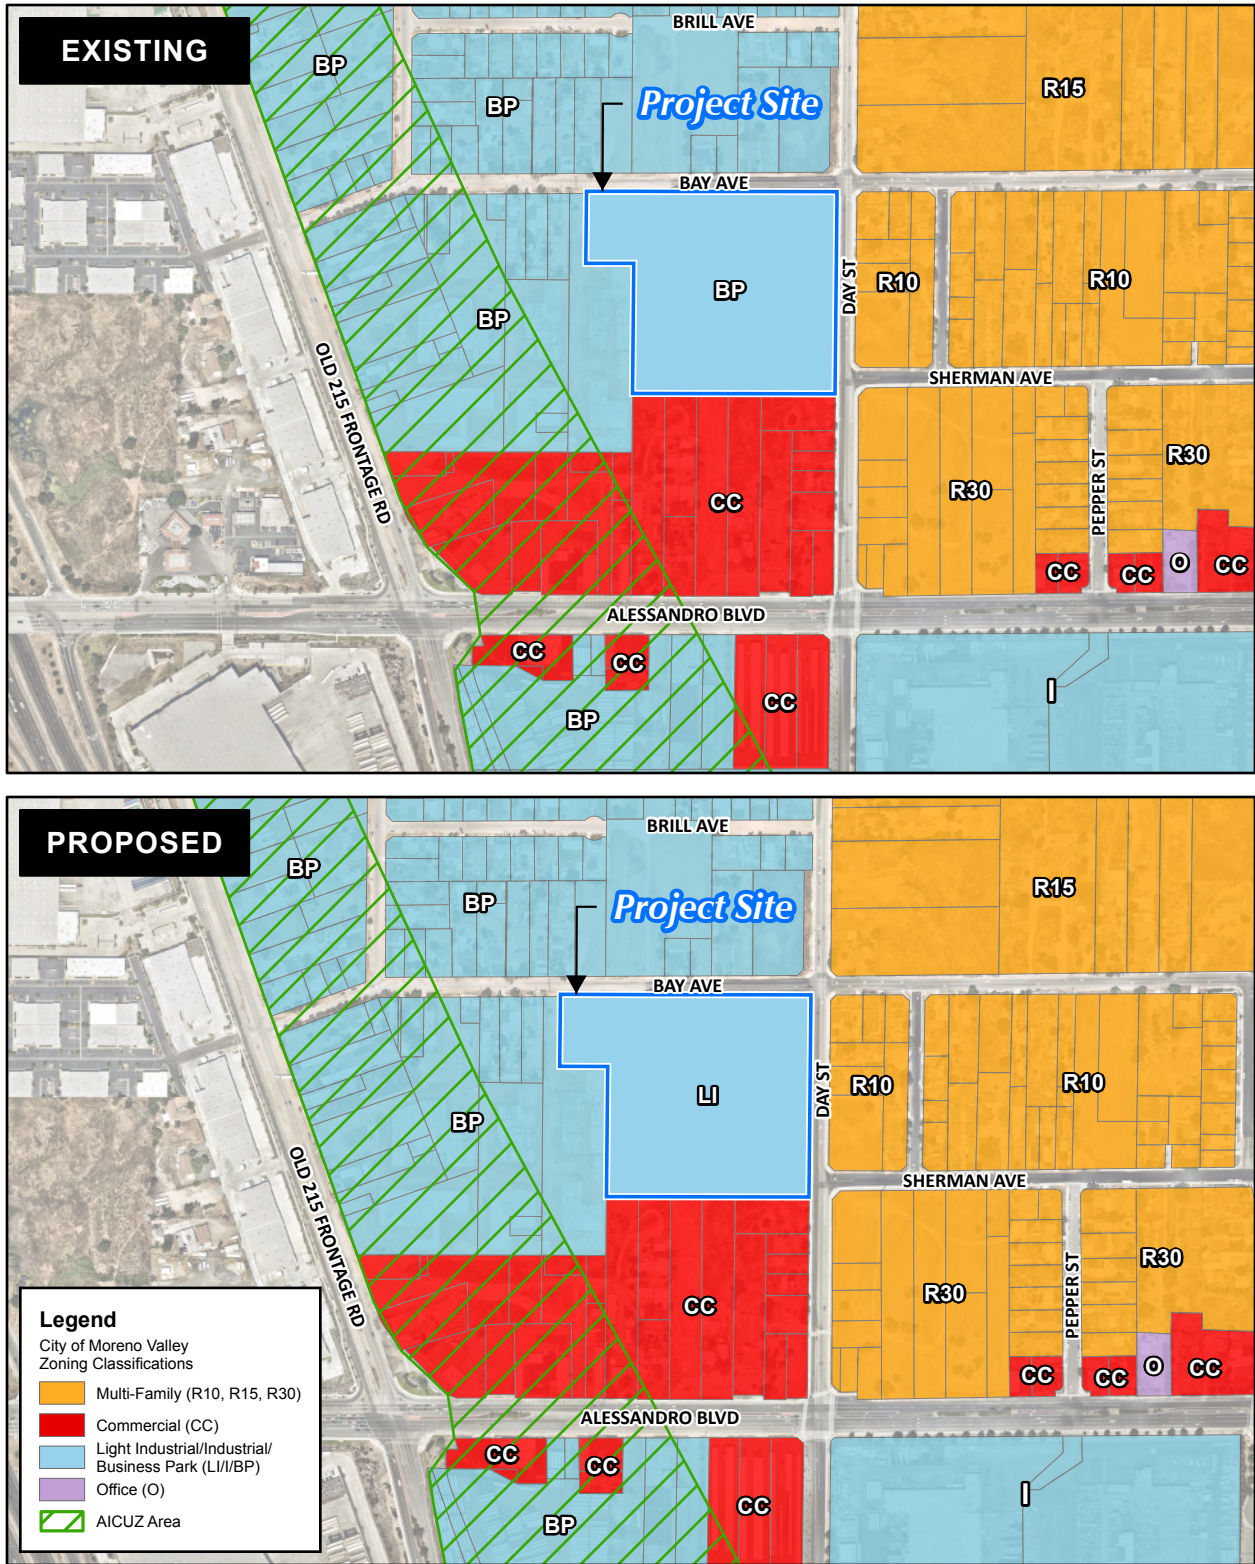 EXISTING
BRILL AVE
BP
BP
Project Site
R15
BAY AVE
BP
DAY ST
R10
R10
BP
OLD 215 FRONTAGE RD
SHERMAN AVE
R30
PEPPER ST
R30
CC
O
CC
CC
CC
ALESSANDRO BLVD
CC
CC
CC
BP
I
PROPOSED
BRILL AVE
BP
BP
Project Site
R15
BAY AVE
LI
DAY ST
R10
R10
BP
OLD 215 FRONTAGE RD
SHERMAN AVE
R30
PEPPER ST
R30
CC
O
CC
CC
CC
ALESSANDRO BLVD
CC
CC
CC
BP
I
Legend
City of Moreno Valley
Zoning Classifications
Multi-Family (R10, R15, R30)
Commercial (CC)
Light Industrial/Industrial/
Business Park (LI/I/BP)
Office (O)
AICUZ Area